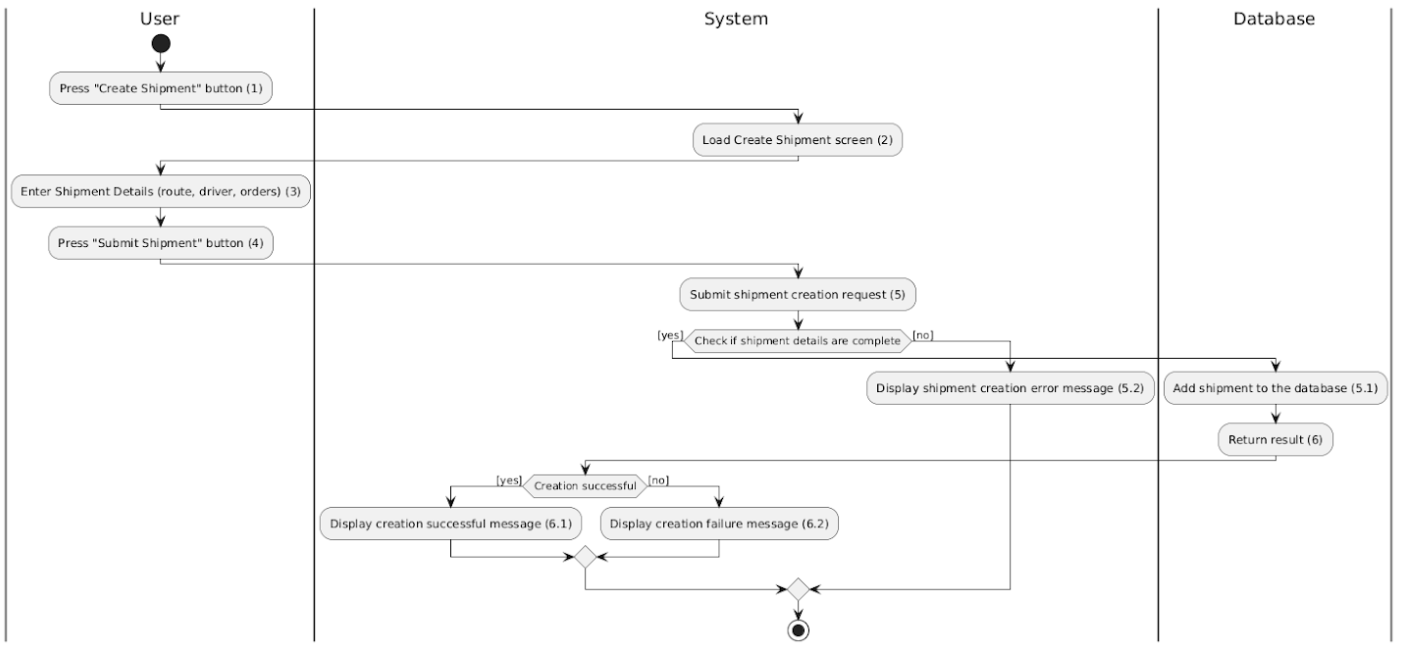 User
System
Database
Press "Create Shipment" button (1)
Load Create Shipment screen (2)
Enter Shipment Details (route, driver, orders) (3)
Press "Submit Shipment" button (4)
Submit shipment creation request (5)
[yes]
Check if shipment details are complete
[no]
Display shipment creation error message (5.2)
Add shipment to the database (5.1)
Return result (6)
[yes]
Creation successful
[no]
Display creation successful message (6.1)
Display creation failure message (6.2)